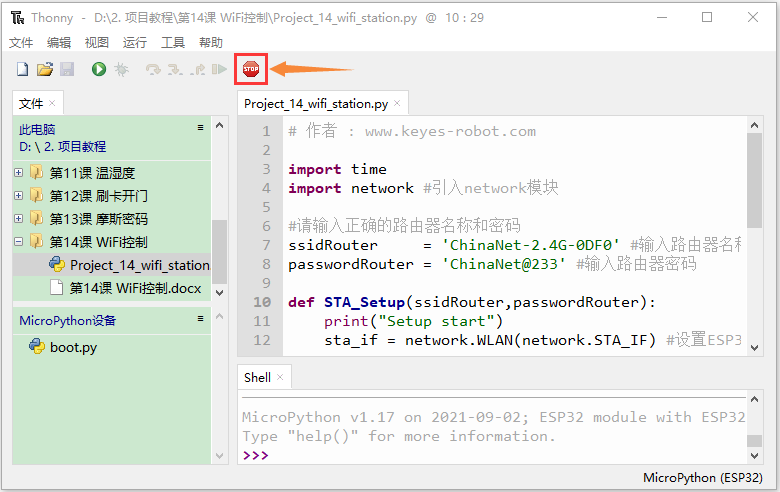 Thonny - D:\2. 项目教程\第14课 WiFi控制\Project_14_wifi_station.py @ 10 : 29
文件 编辑 视图 运行 工具 帮助
STOP
文件
此电脑
D: \ 2. 项目教程
第11课 温湿度
第12课 刷卡开门
第13课 摩斯密码
第14课 WiFi控制
Project_14_wifi_station
第14课 WiFi控制.docx
MicroPython设备
boot.py
Project_14_wifi_station.py
1 # 作者 : www.keyes-robot.com
2
3 import time
4 import network #引入network模块
5
6 #请输入正确的路由器名称和密码
7 ssidRouter     = 'ChinaNet-2.4G-0DF0' #输入路由器名称
8 passwordRouter = 'ChinaNet@233' #输入路由器密码
9
10 def STA_Setup(ssidRouter,passwordRouter):
11     print("Setup start")
12     sta_if = network.WLAN(network.STA_IF) #设置ESP3
Shell
MicroPython v1.17 on 2021-09-02; ESP32 module with ESP32
Type "help()" for more information.
>>>
MicroPython (ESP32)